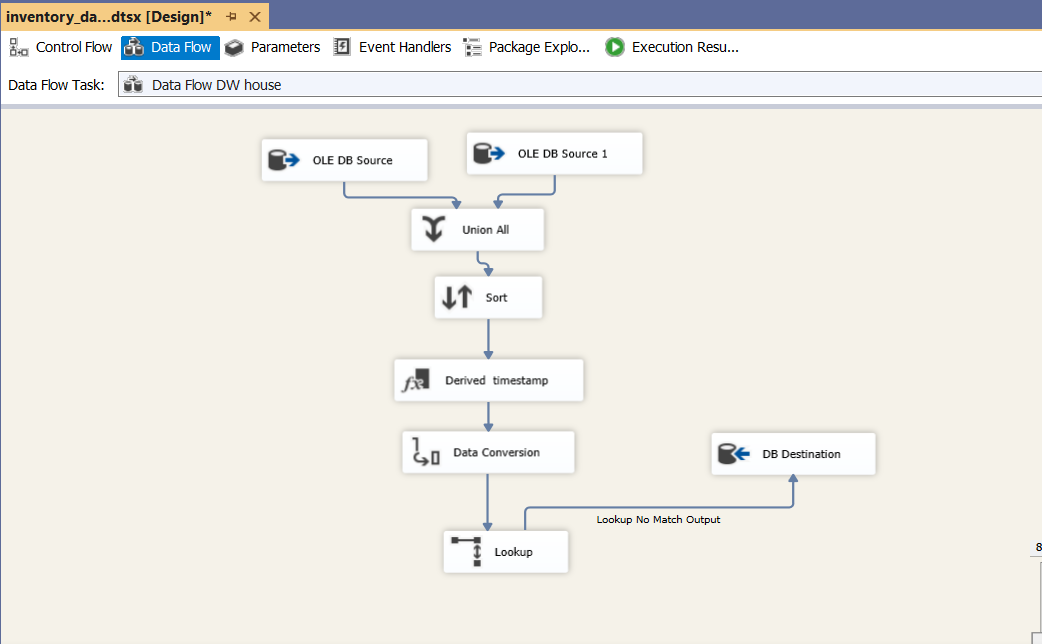 inventory_da...dtsx [Design]*
Control Flow Data Flow Parameters Event Handlers Package Explo... Execution Resu...
Data Flow Task: Data Flow DW house
OLE DB Source
OLE DB Source 1
Union All
Sort
Derived timestamp
Data Conversion
DB Destination
Lookup No Match Output
Lookup
8